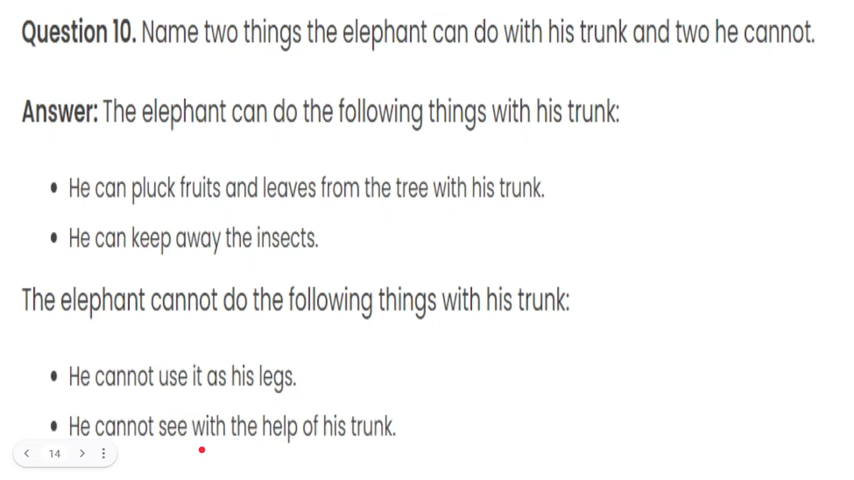 Question 10. Name two things the elephant can do with his trunk and two he cannot.
Answer: The elephant can do the following things with his trunk:
• He can pluck fruits and leaves from the tree with his trunk.
• He can keep away the insects.
The elephant cannot do the following things with his trunk:
• He cannot use it as his legs.
• He cannot see with the help of his trunk.
14